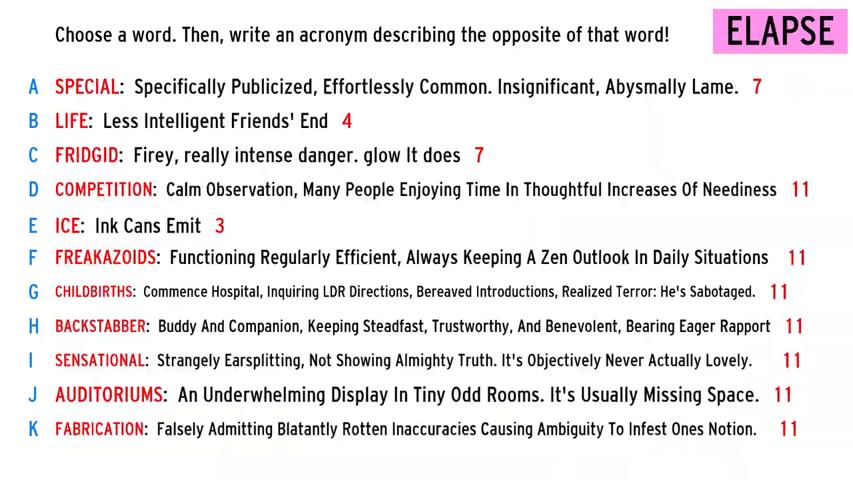 Choose a word. Then, write an acronym describing the opposite of that word!
ELAPSE
A SPECIAL: Specifically Publicized, Effortlessly Common. Insignificant, Abysmally Lame. 7
B LIFE: Less Intelligent Friends' End 4
C FRIDGID: Firey, really intense danger. glow It does 7
D COMPETITION: Calm Observation, Many People Enjoying Time In Thoughtful Increases Of Neediness 11
E ICE: Ink Cans Emit 3
F FREAKAZOIDS: Functioning Regularly Efficient, Always Keeping A Zen Outlook In Daily Situations 11
G CHILDBIRTHS: Commence Hospital, Inquiring LDR Directions, Bereaved Introductions, Realized Terror: He's Sabotaged. 11
H BACKSTABBER: Buddy And Companion, Keeping Steadfast, Trustworthy, And Benevolent, Bearing Eager Rapport 11
I SENSATIONAL: Strangely Earsplitting, Not Showing Almighty Truth. It's Objectively Never Actually Lovely. 11
J AUDITORIUMS: An Underwhelming Display In Tiny Odd Rooms. It's Usually Missing Space. 11
K FABRICATION: Falsely Admitting Blatantly Rotten Inaccuracies Causing Ambiguity To Infest Ones Notion. 11